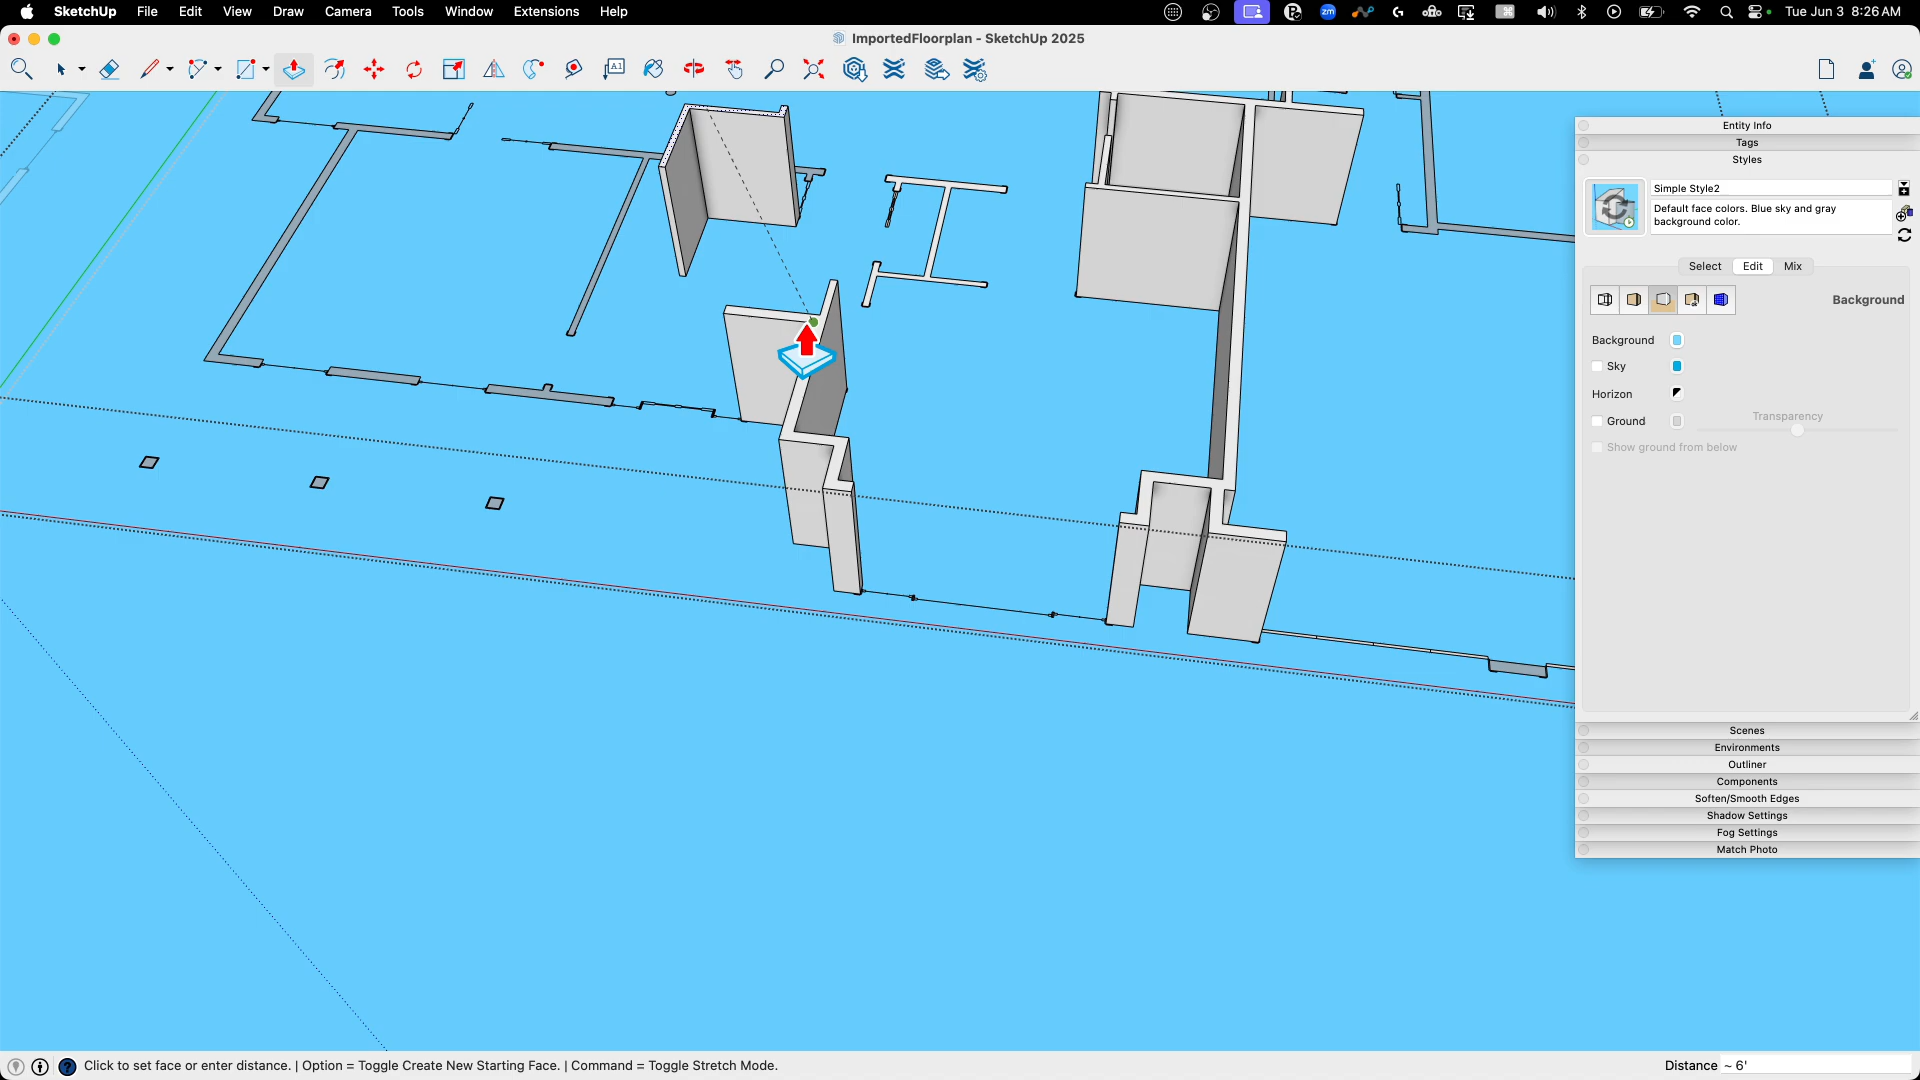 SketchUp File Edit View Draw Camera Tools Window Extensions Help
zm
Tue Jun 3 8:26 AM
ImportedFloorplan - SketchUp 2025
A1
Entity Info
Tags
Styles
Simple Style2
Default face colors. Blue sky and gray
background color.
Select Edit Mix
Background
Background
Sky
Horizon
Ground
Transparency
Show ground from below
Scenes
Environments
Outliner
Components
Soften/Smooth Edges
Shadow Settings
Fog Settings
Match Photo
? Click to set face or enter distance. | Option = Toggle Create New Starting Face. | Command = Toggle Stretch Mode.
Distance ~ 6'